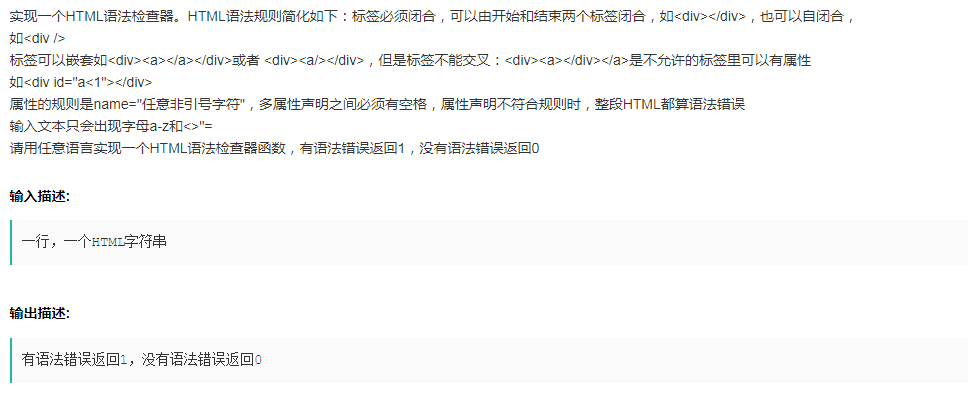 实现一个HTML语法检查器。HTML语法规则简化如下：标签必须闭合，可以由开始和结束两个标签闭合，如<div></div>，也可以自闭合，
如<div />
标签可以嵌套如<div><a></a></div>或者 <div><a/></div>，但是标签不能交叉：<div><a></div></a>是不允许的标签里可以有属性
如<div id="a<1"></div>
属性的规则是name="任意非引号字符"，多属性声明之间必须有空格，属性声明不符合规则时，整段HTML都算语法错误
输入文本只会出现字母a-z和<>"=
请用任意语言实现一个HTML语法检查器函数，有语法错误返回1，没有语法错误返回0
输入描述:
一行，一个HTML字符串
输出描述:
有语法错误返回1，没有语法错误返回0